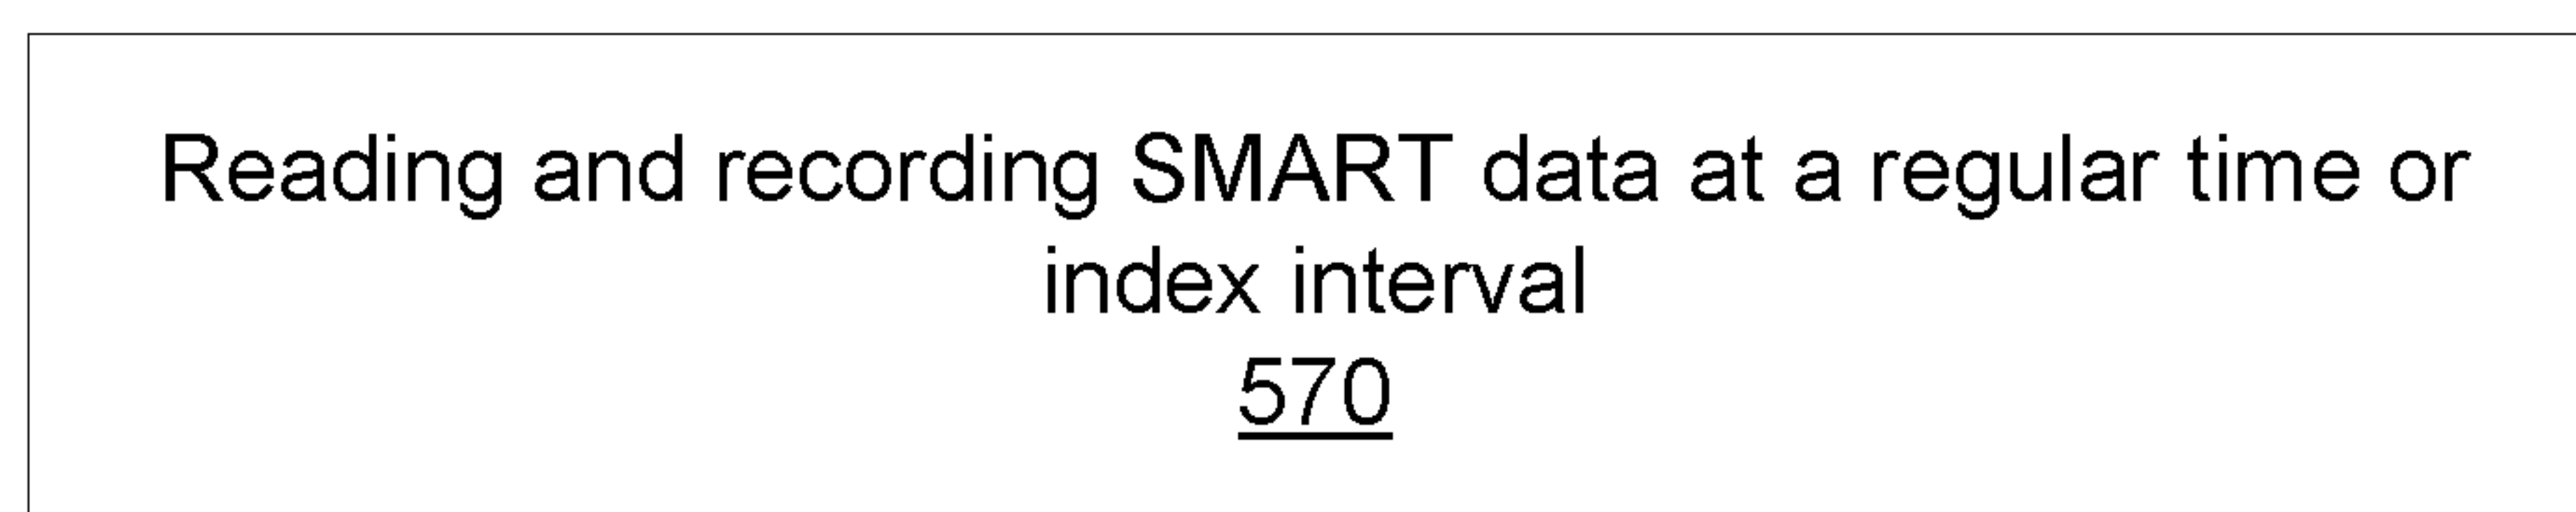 Reading and recording SMART data at a regular time or
index interval
570